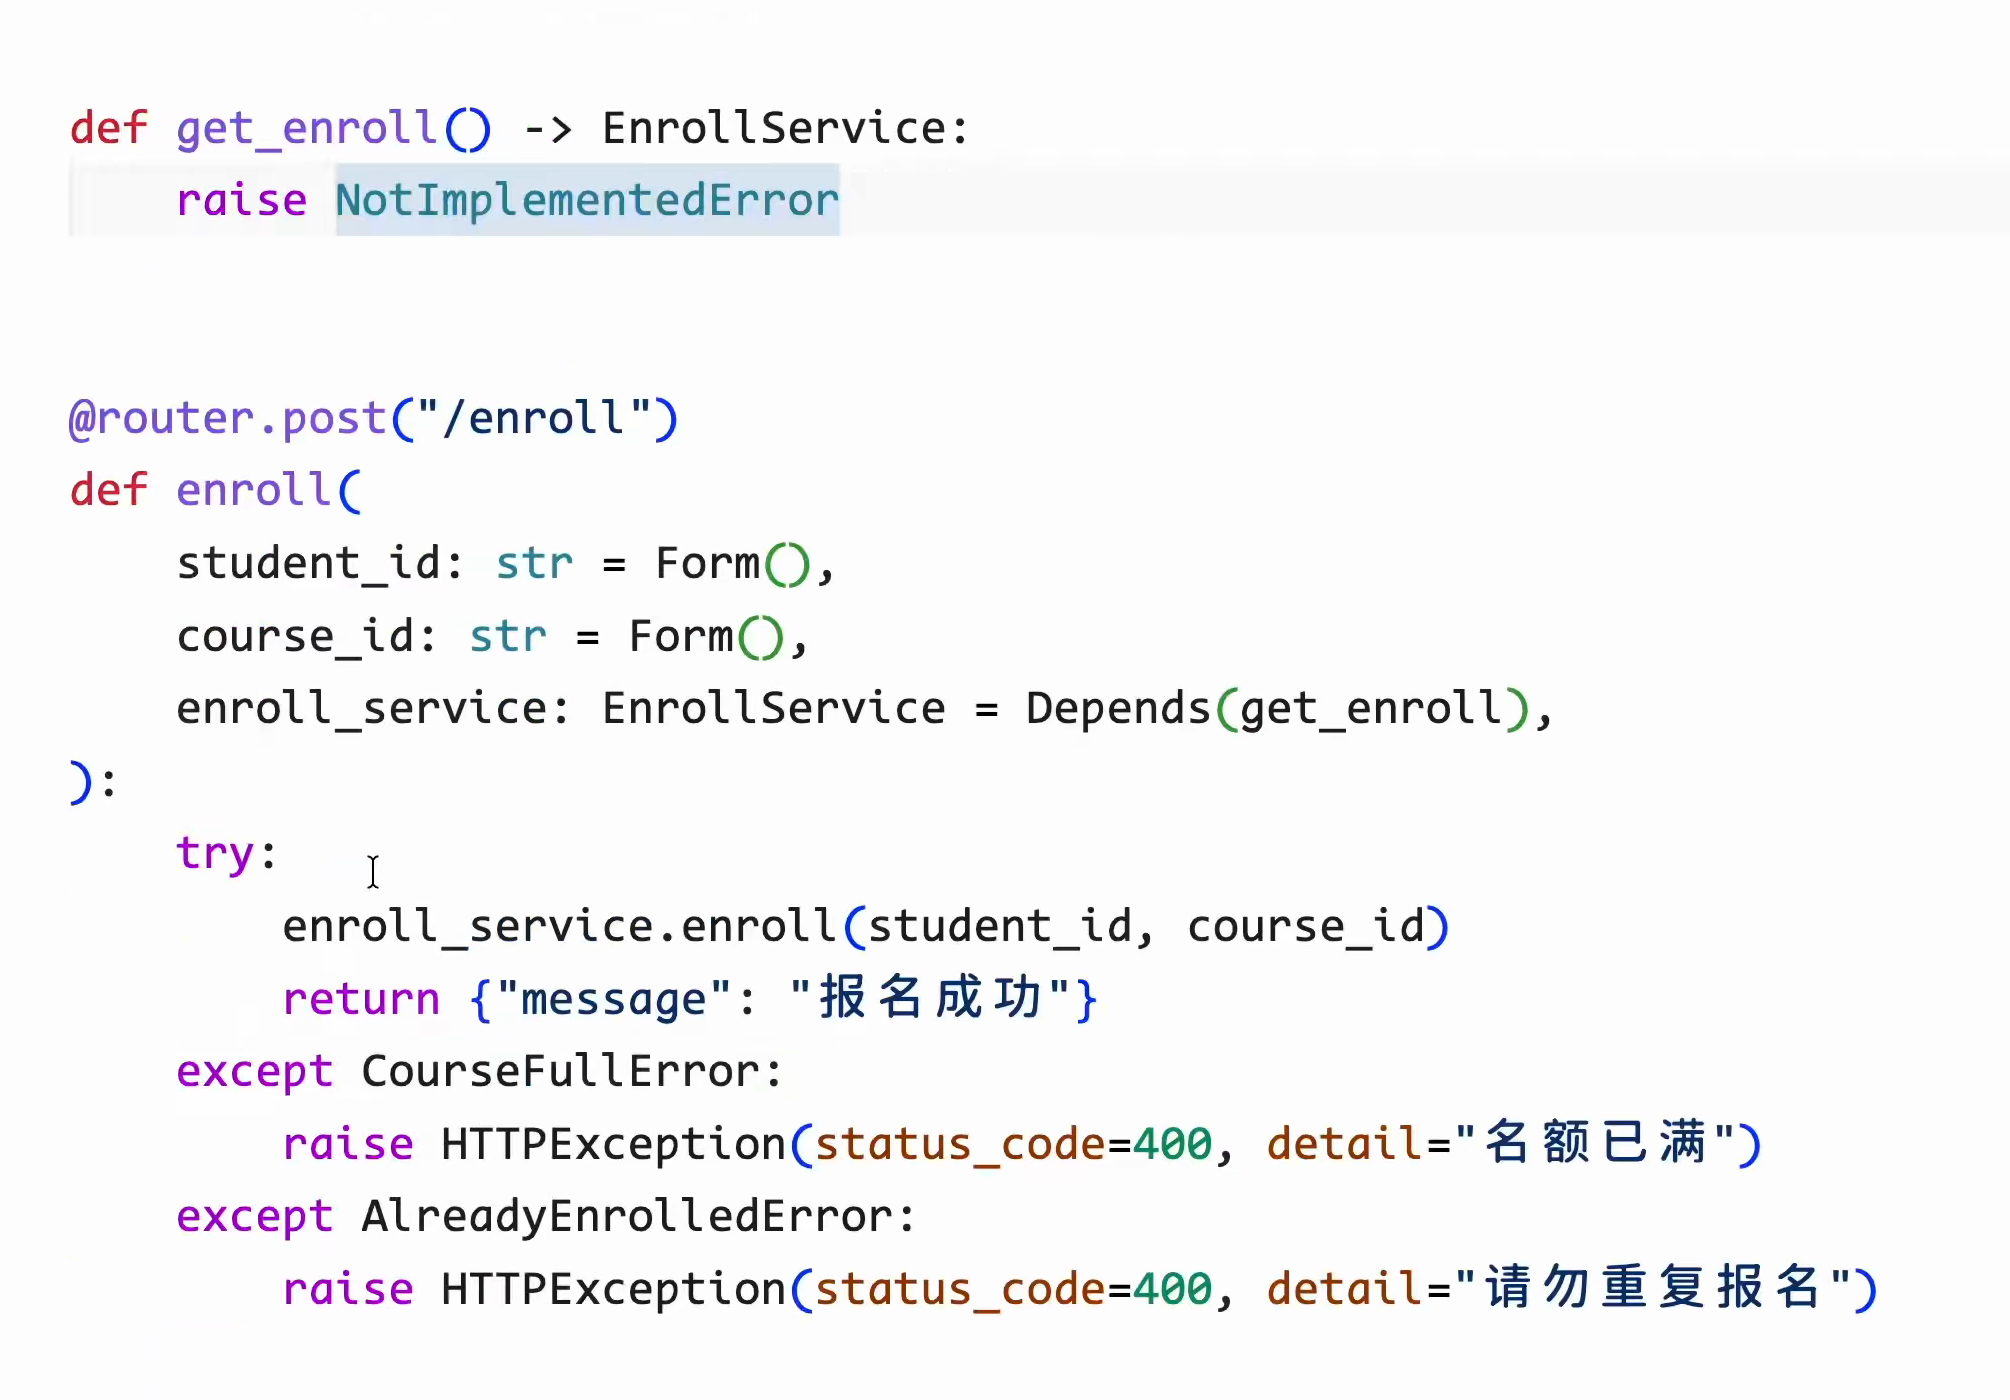 def get_enroll() -> EnrollService:
    raise NotImplementedError
@router.post("/enroll")
def enroll(
    student_id: str = Form(),
    course_id: str = Form(),
    enroll_service: EnrollService = Depends(get_enroll),
):
    try:
        enroll_service.enroll(student_id, course_id)
        return {"message": "报名成功"}
    except CourseFullError:
        raise HTTPException(status_code=400, detail="名额已满")
    except AlreadyEnrolledError:
        raise HTTPException(status_code=400, detail="请勿重复报名")